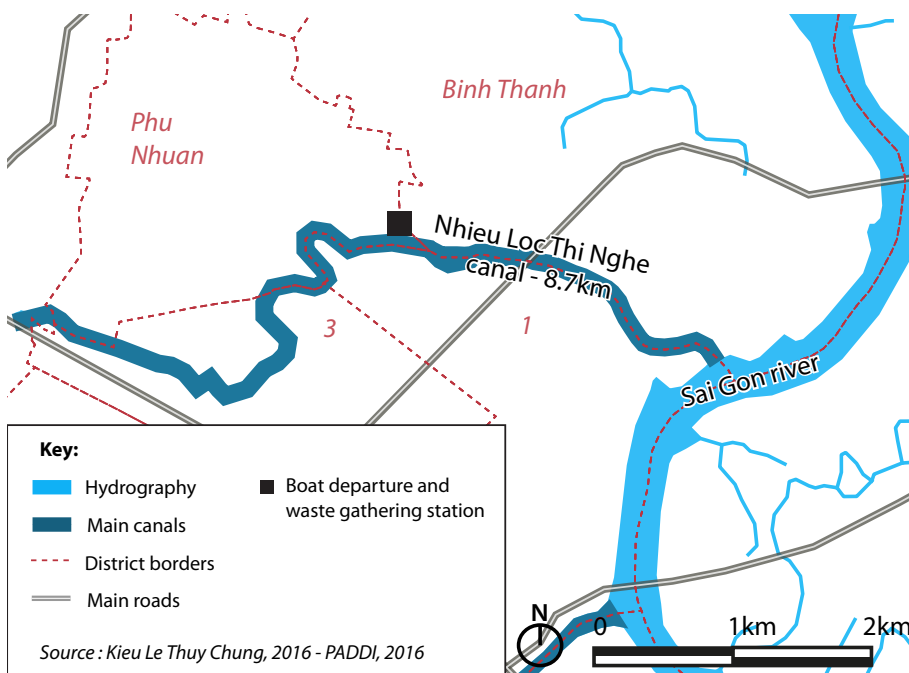 Binh Thanh
Phu
Nhuan
Nhieu Loc Thi Nghe
canal - 8.7km
3
1
Sai Gon river
Key:
Hydrography
Main canals
District borders
Main roads
Boat departure and
waste gathering station
Source : Kieu Le Thuy Chung, 2016 - PADDI, 2016
N
0 1km 2km